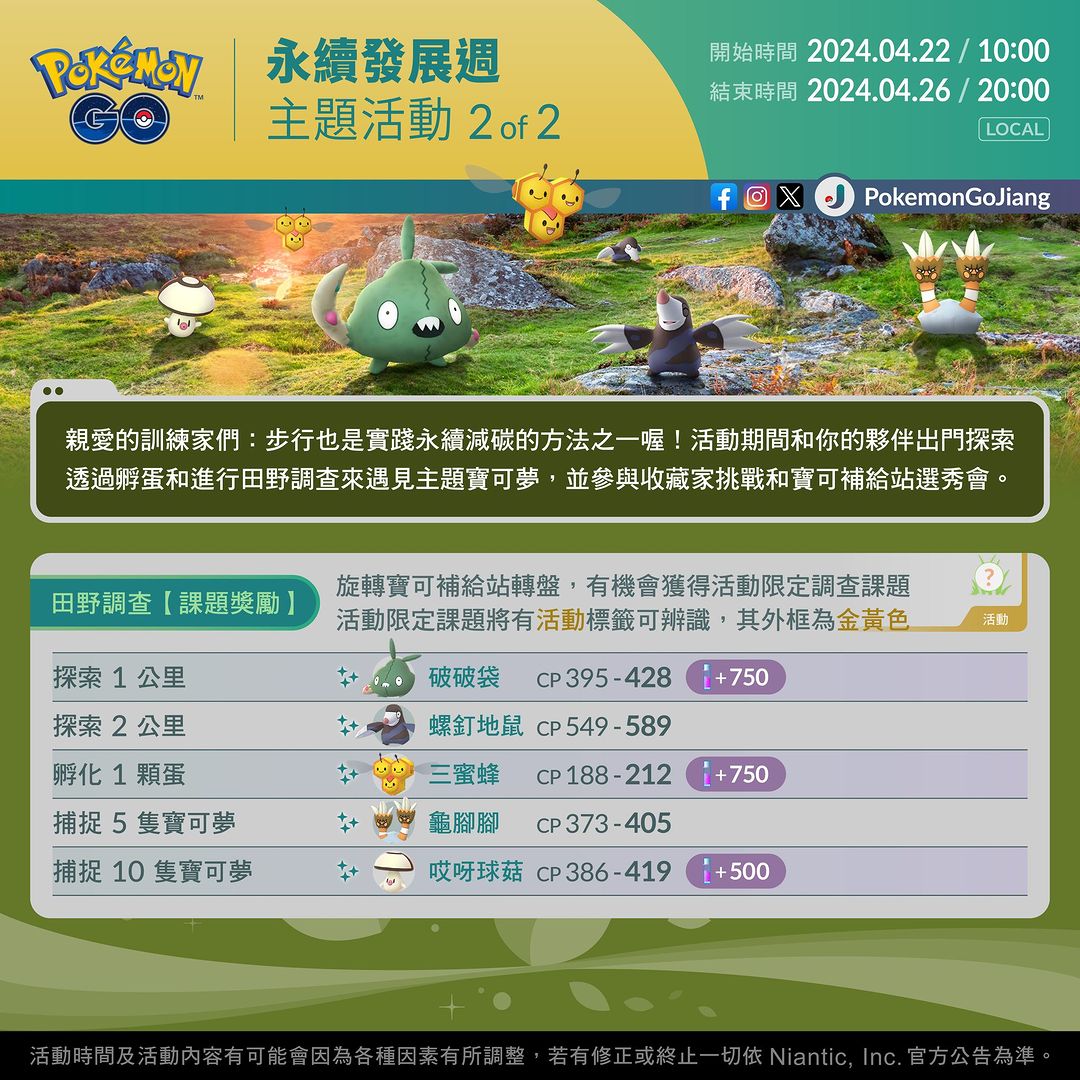 POKÉMON GO
TM
永續發展週
主題活動 2 of 2
開始時間 2024.04.22 / 10:00
結束時間 2024.04.26 / 20:00
LOCAL
PokemonGoJiang
親愛的訓練家們：步行也是實踐永續減碳的方法之一喔！活動期間和你的夥伴出門探索
透過孵蛋和進行田野調查來遇見主題寶可夢，並參與收藏家挑戰和寶可補給站選秀會。
田野調查【課題獎勵】
旋轉寶可補給站轉盤，有機會獲得活動限定調查課題
活動限定課題將有活動標籤可辨識，其外框為金黃色
?
活動
探索 1 公里 破破袋 CP 395-428 +750
探索 2 公里 螺釘地鼠 CP 549-589
孵化 1 顆蛋 三蜜蜂 CP 188-212 +750
捕捉 5 隻寶可夢 龜腳腳 CP 373-405
捕捉 10 隻寶可夢 哎呀球菇 CP 386-419 +500
活動時間及活動內容有可能會因為各種因素有所調整，若有修正或終止一切依 Niantic, Inc. 官方公告為準。